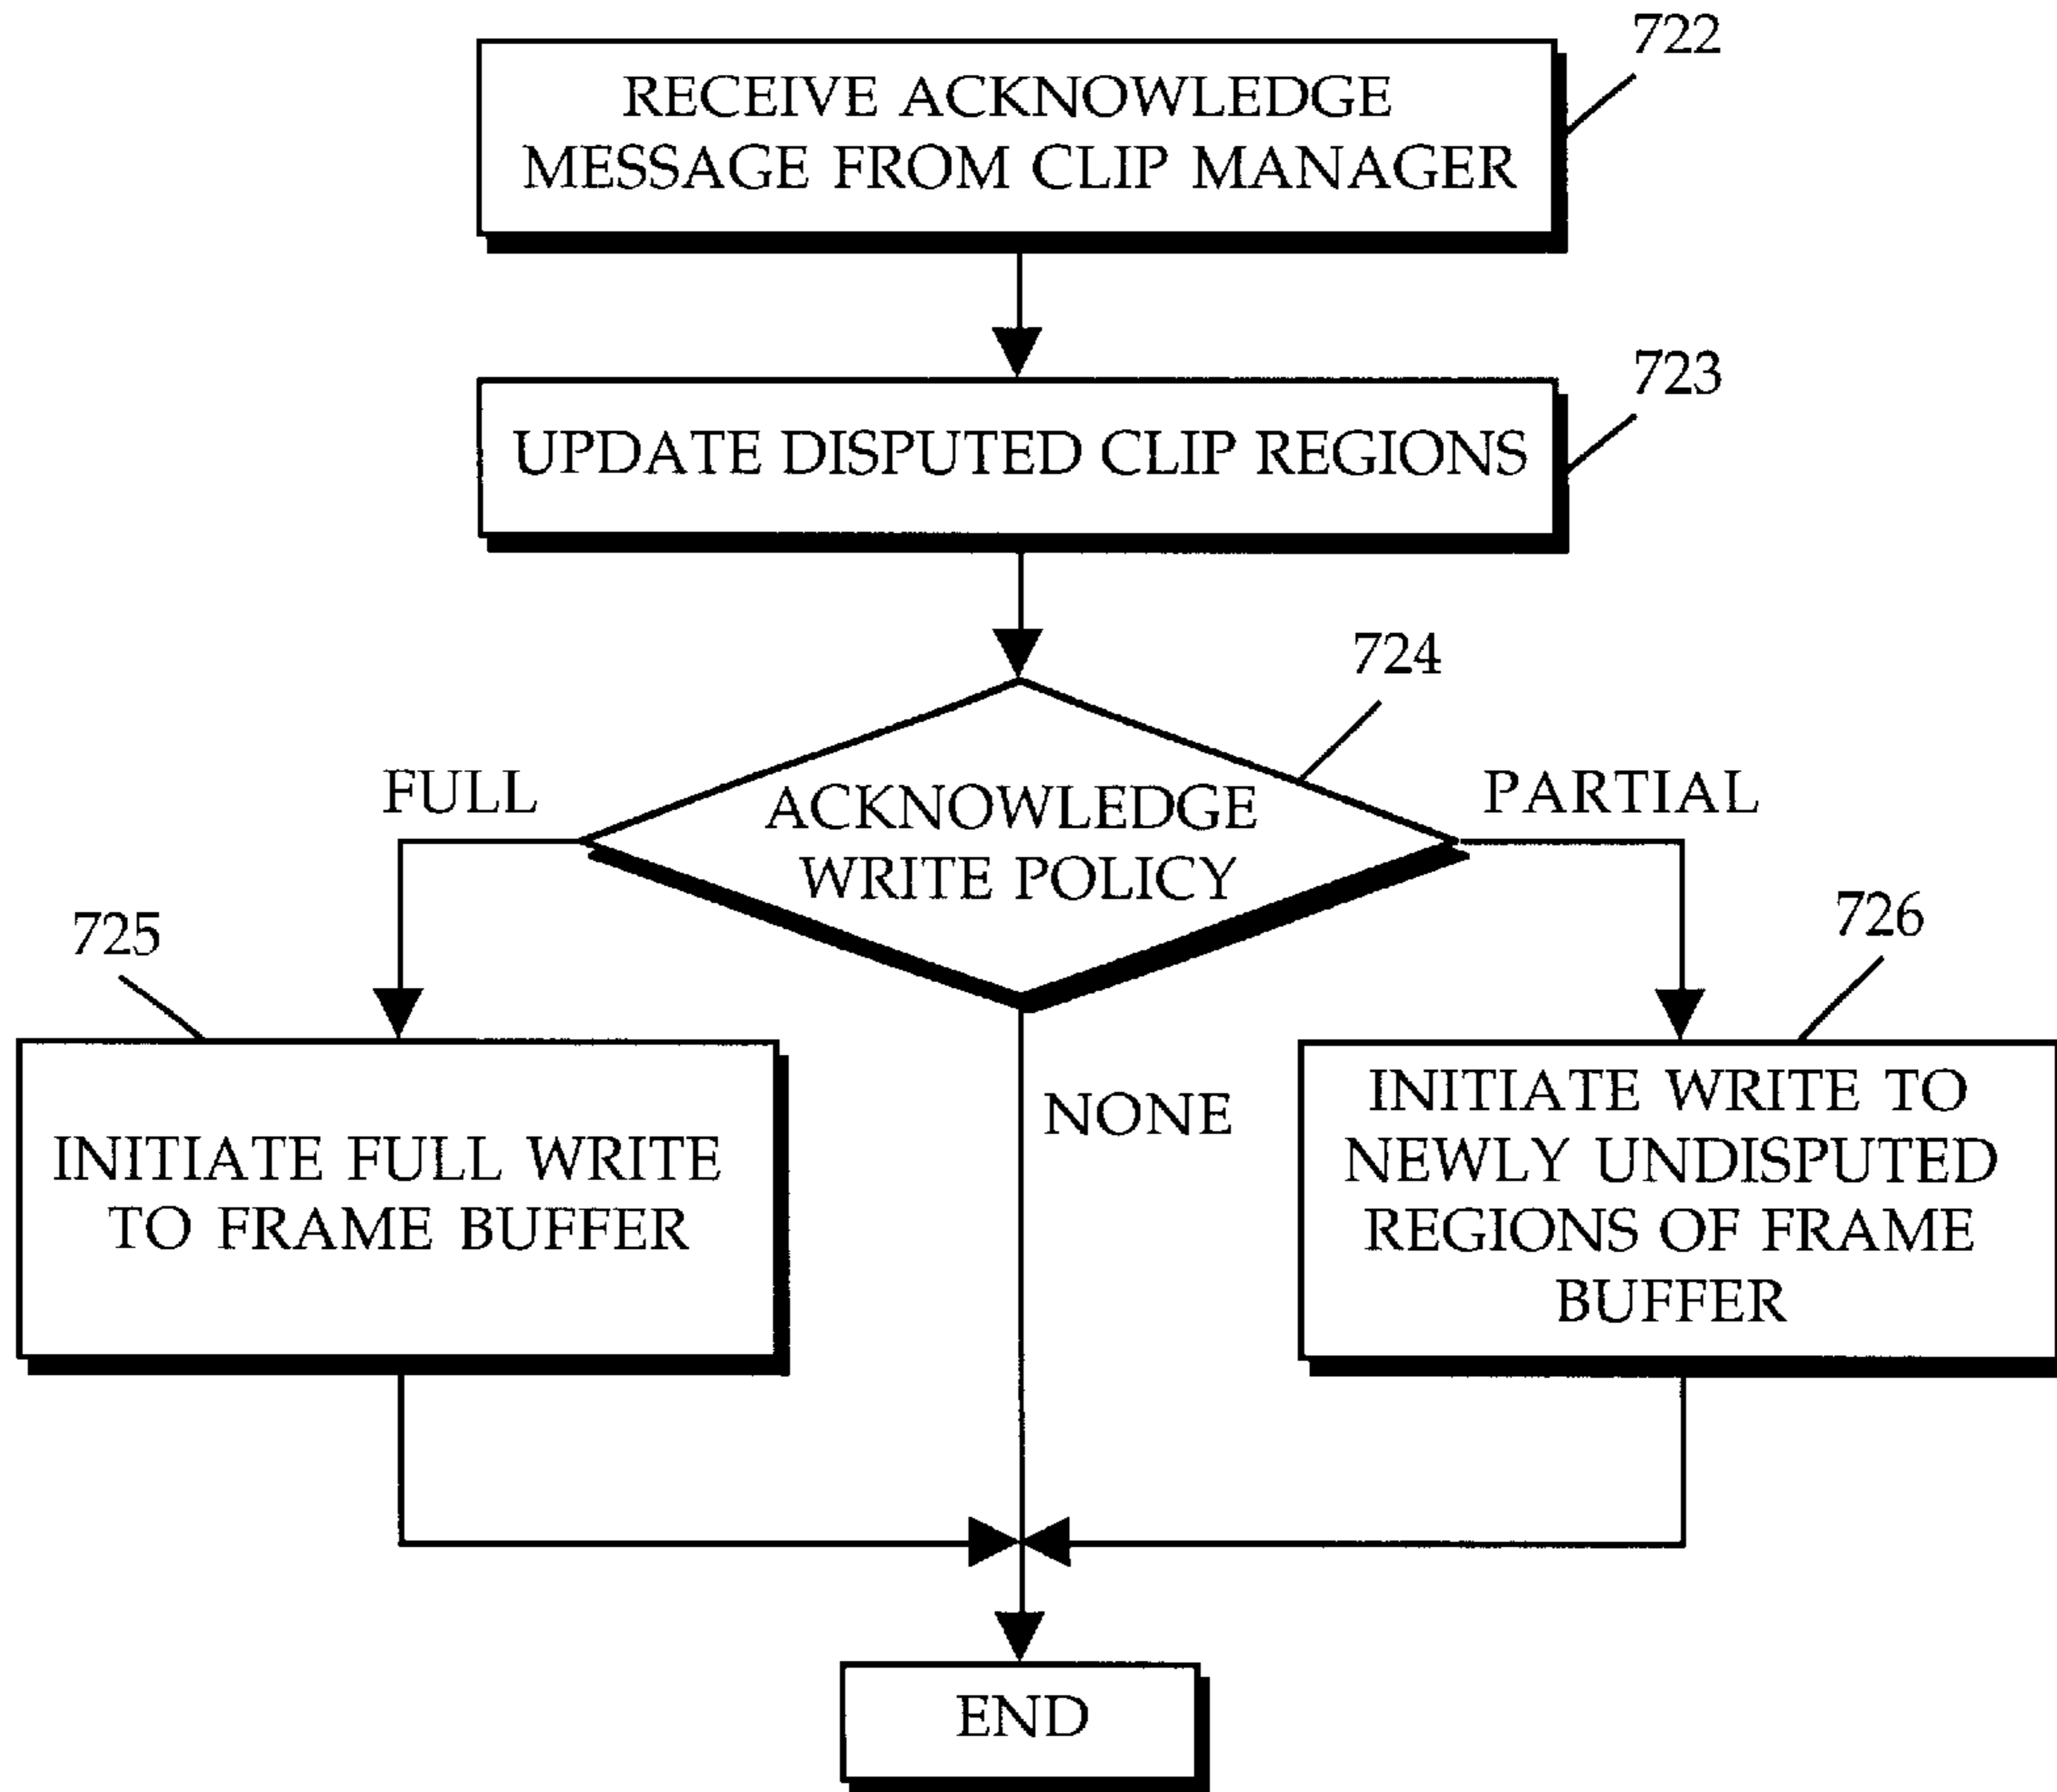 722
RECEIVE ACKNOWLEDGE
MESSAGE FROM CLIP MANAGER
723
UPDATE DISPUTED CLIP REGIONS
724
FULL
ACKNOWLEDGE
WRITE POLICY
PARTIAL
725
726
INITIATE FULL WRITE
TO FRAME BUFFER
NONE
INITIATE WRITE TO
NEWLY UNDISPUTED
REGIONS OF FRAME
BUFFER
END